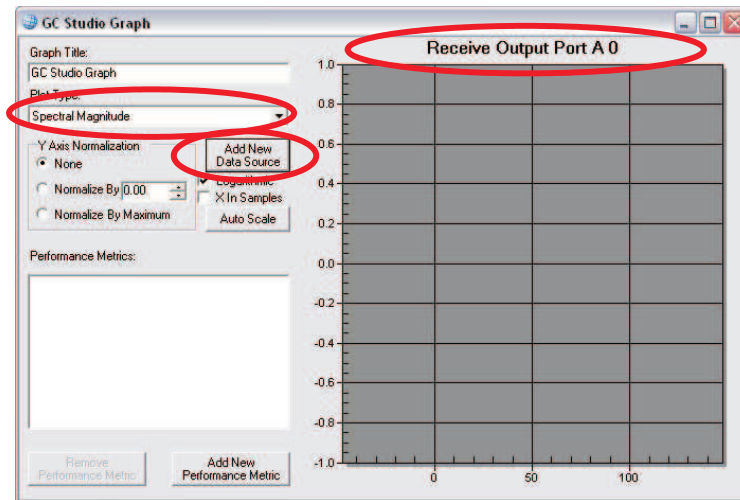 GC Studio Graph
Graph Title:
GC Studio Graph
Plot Type:
Spectral Magnitude
Y Axis Normalization
None
Normalize By 0.00
Normalize By Maximum
Add New
Data Source
Logarithmic
X In Samples
Auto Scale
Performance Metrics:
Remove
Performance Metric
Add New
Performance Metric
Receive Output Port A 0
1.0
0.8
0.6
0.4
0.2
0.0
-0.2
-0.4
-0.6
-0.8
-1.0
0 50 100